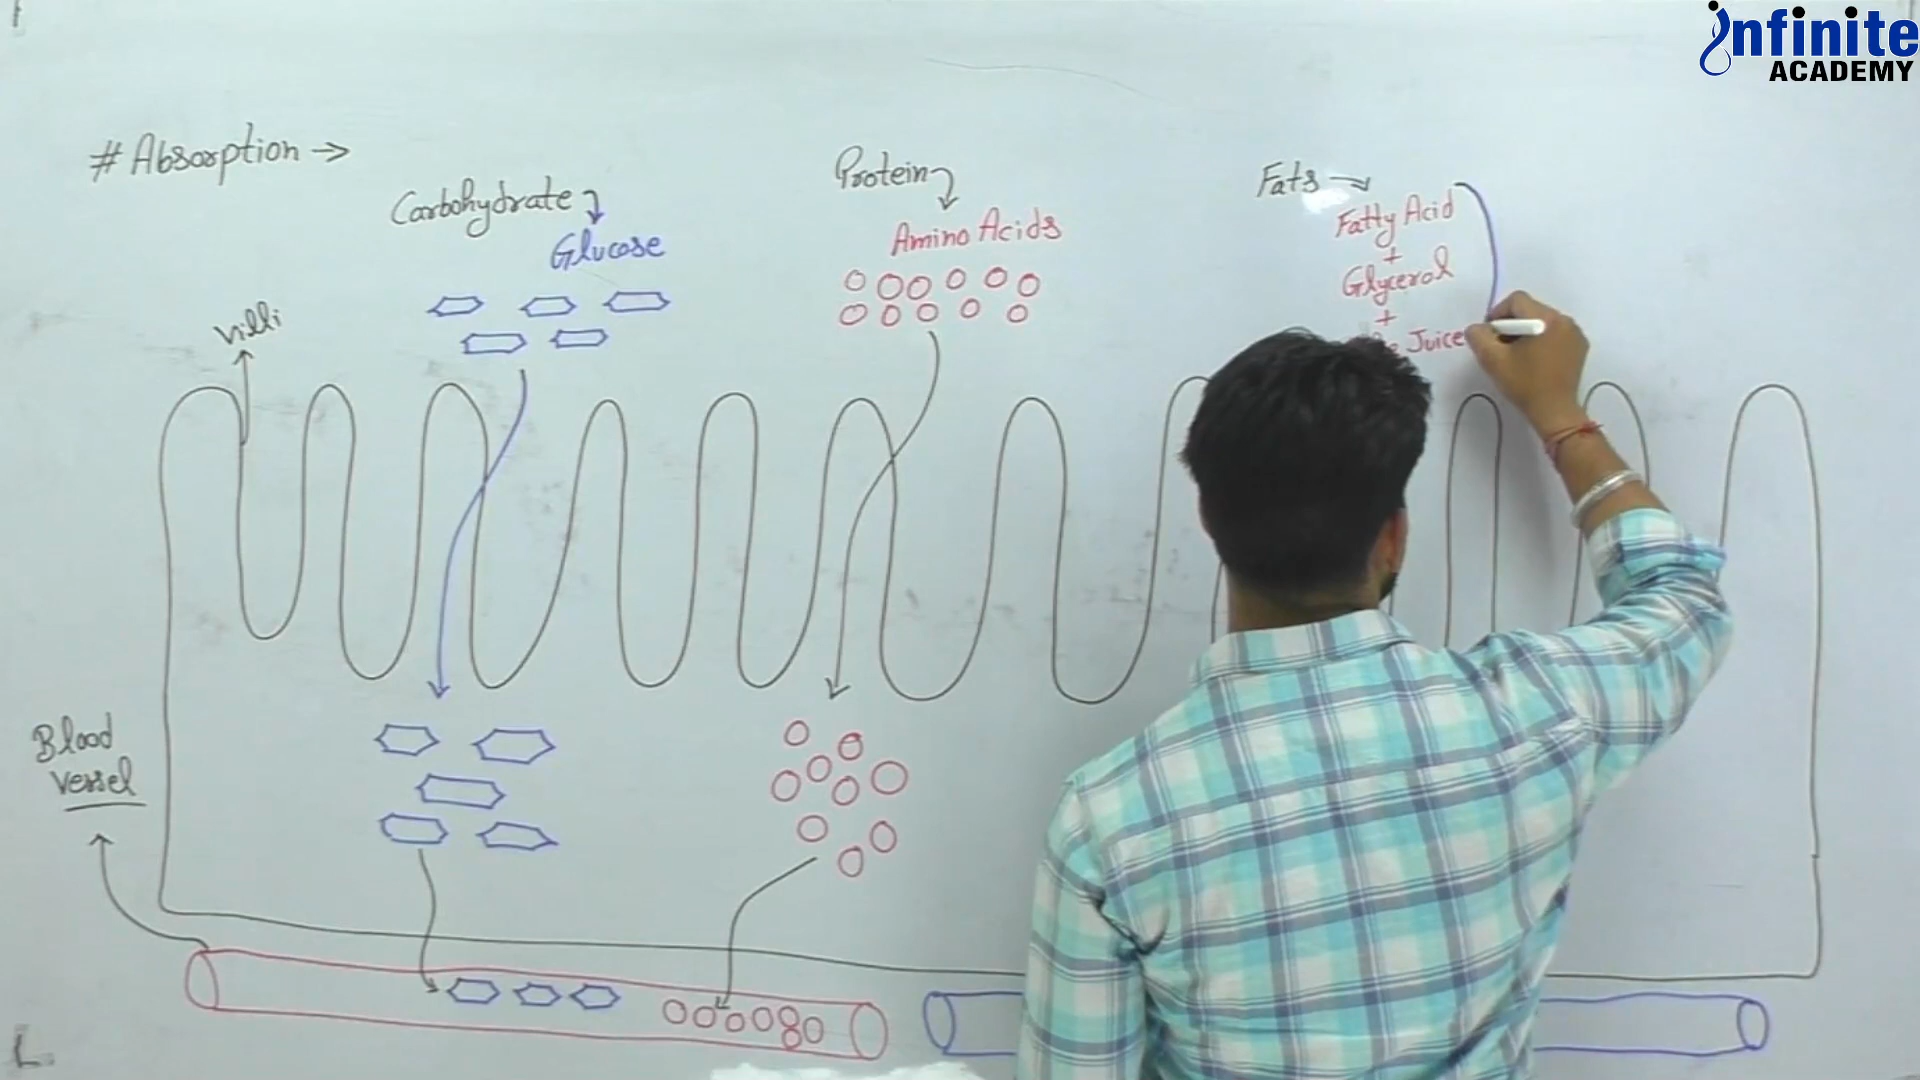 infinite
ACADEMY
# Absorption →
Carbohydrate
Glucose
Protein
Amino Acids
Fats →
Fatty Acid
+
Glycerol
+
Juice
Villi
Blood
vessel